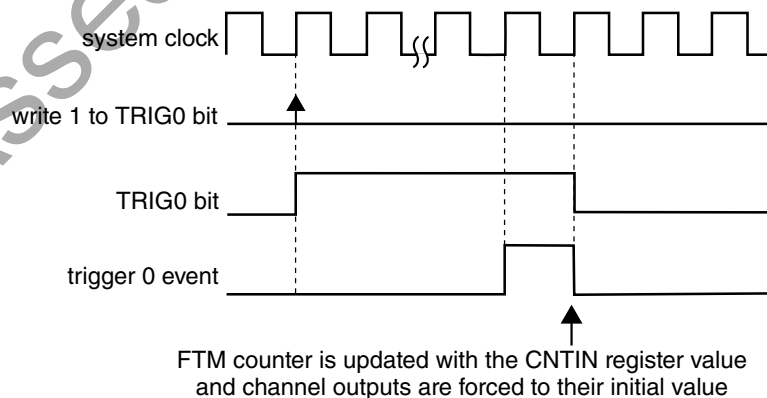 system clock
write 1 to TRIG0 bit
TRIG0 bit
trigger 0 event
FTM counter is updated with the CNTIN register value
and channel outputs are forced to their initial value